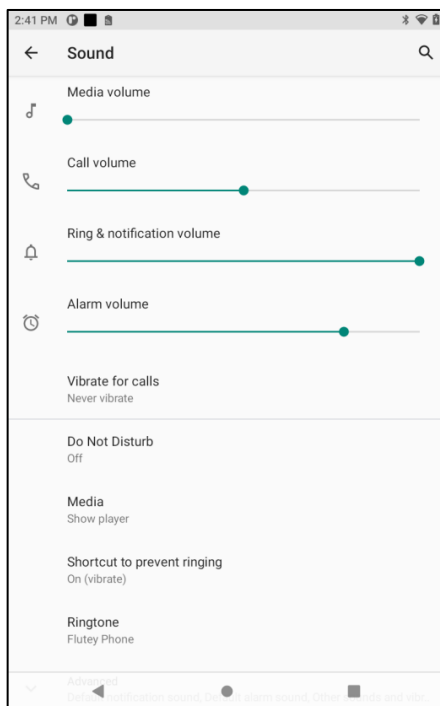 2:41 PM
Sound
Media volume
Call volume
Ring & notification volume
Alarm volume
Vibrate for calls
Never vibrate
Do Not Disturb
Off
Media
Show player
Shortcut to prevent ringing
On (vibrate)
Ringtone
Flutey Phone
Advanced
Default notification sound, Default alarm sound, Other sounds and vibr...